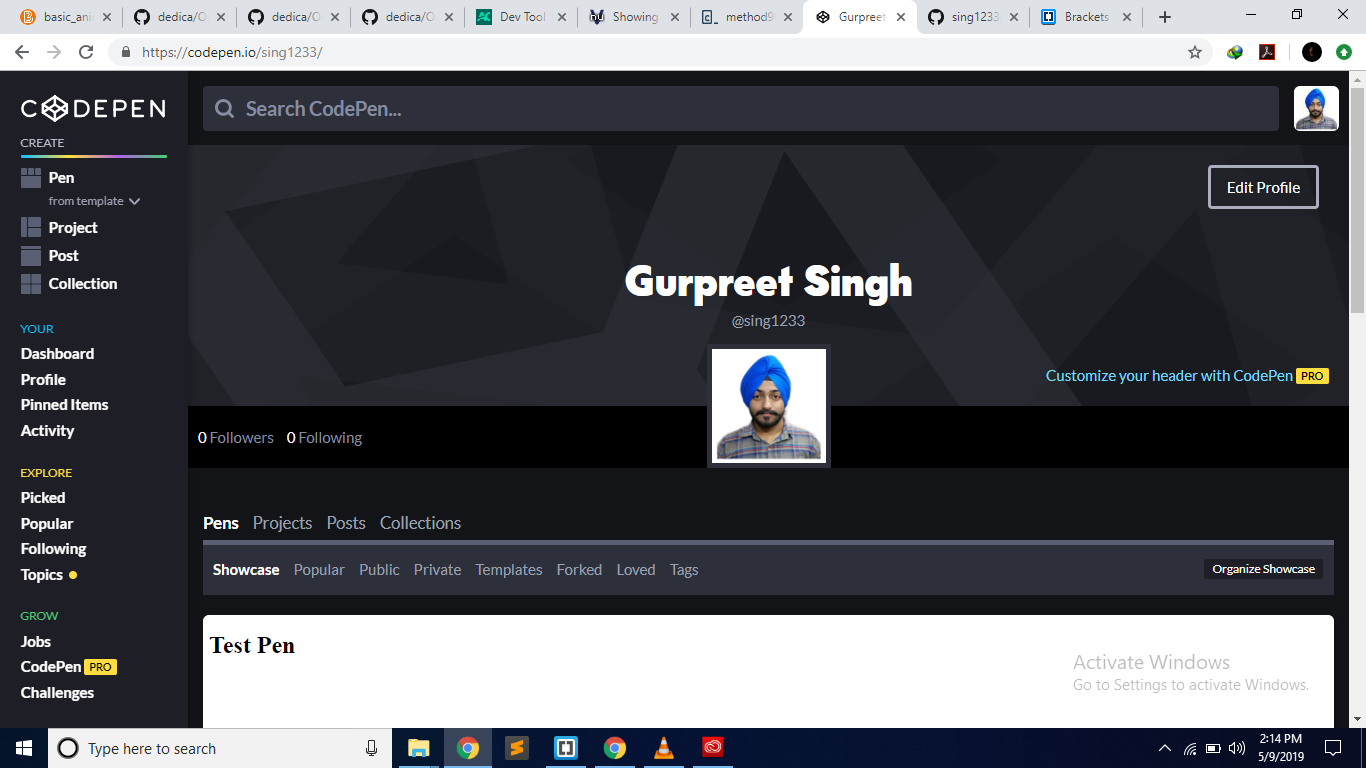 basic_ani
dedica/O
dedica/O
dedica/O
Dev Tool
Showing
method9
Gurpreet
sing1233
Brackets
https://codepen.io/sing1233/
CODEPEN
Search CodePen...
CREATE
Pen
from template
Project
Post
Collection
YOUR
Dashboard
Profile
Pinned Items
Activity
EXPLORE
Picked
Popular
Following
Topics
GROW
Jobs
CodePen PRO
Challenges
Edit Profile
Gurpreet Singh
@sing1233
Customize your header with CodePen PRO
0 Followers 0 Following
Pens Projects Posts Collections
Showcase Popular Public Private Templates Forked Loved Tags
Organize Showcase
Test Pen
Activate Windows
Go to Settings to activate Windows.
Type here to search
2:14 PM
5/9/2019